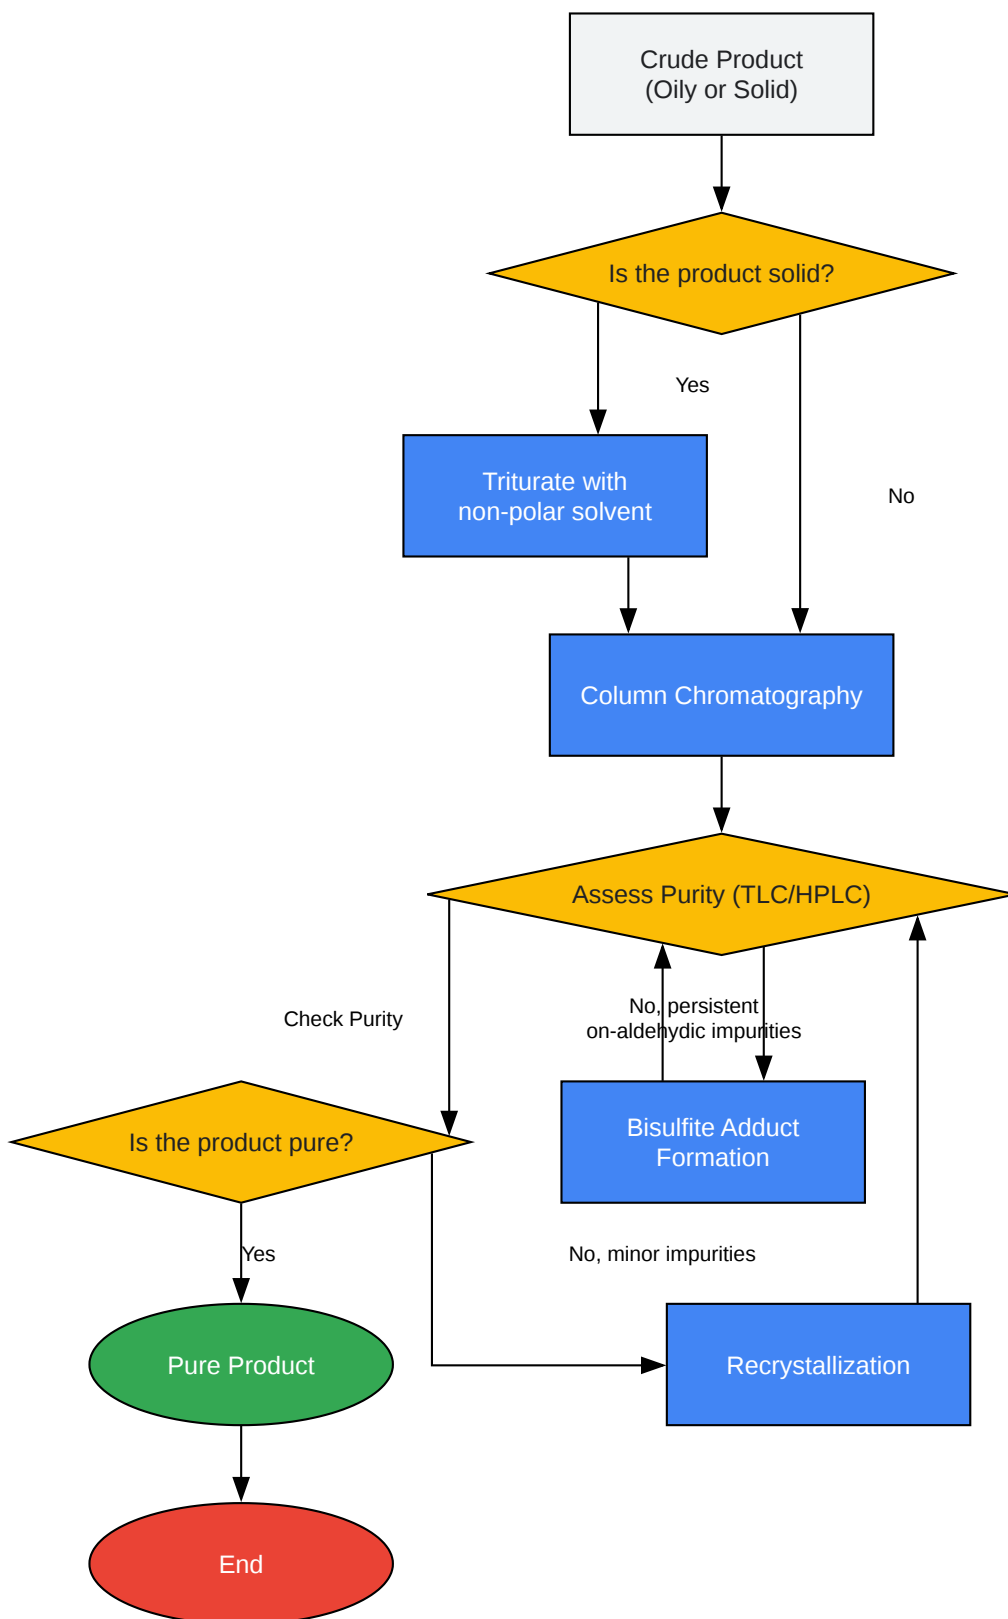 Crude Product
(Oily or Solid)
Is the product solid?
Yes
Triturate with
non-polar solvent
No
Column Chromatography
Assess Purity (TLC/HPLC)
No, persistent
on-aldehydic impurities
Check Purity
Is the product pure?
Bisulfite Adduct
Formation
Yes
No, minor impurities
Pure Product
Recrystallization
End